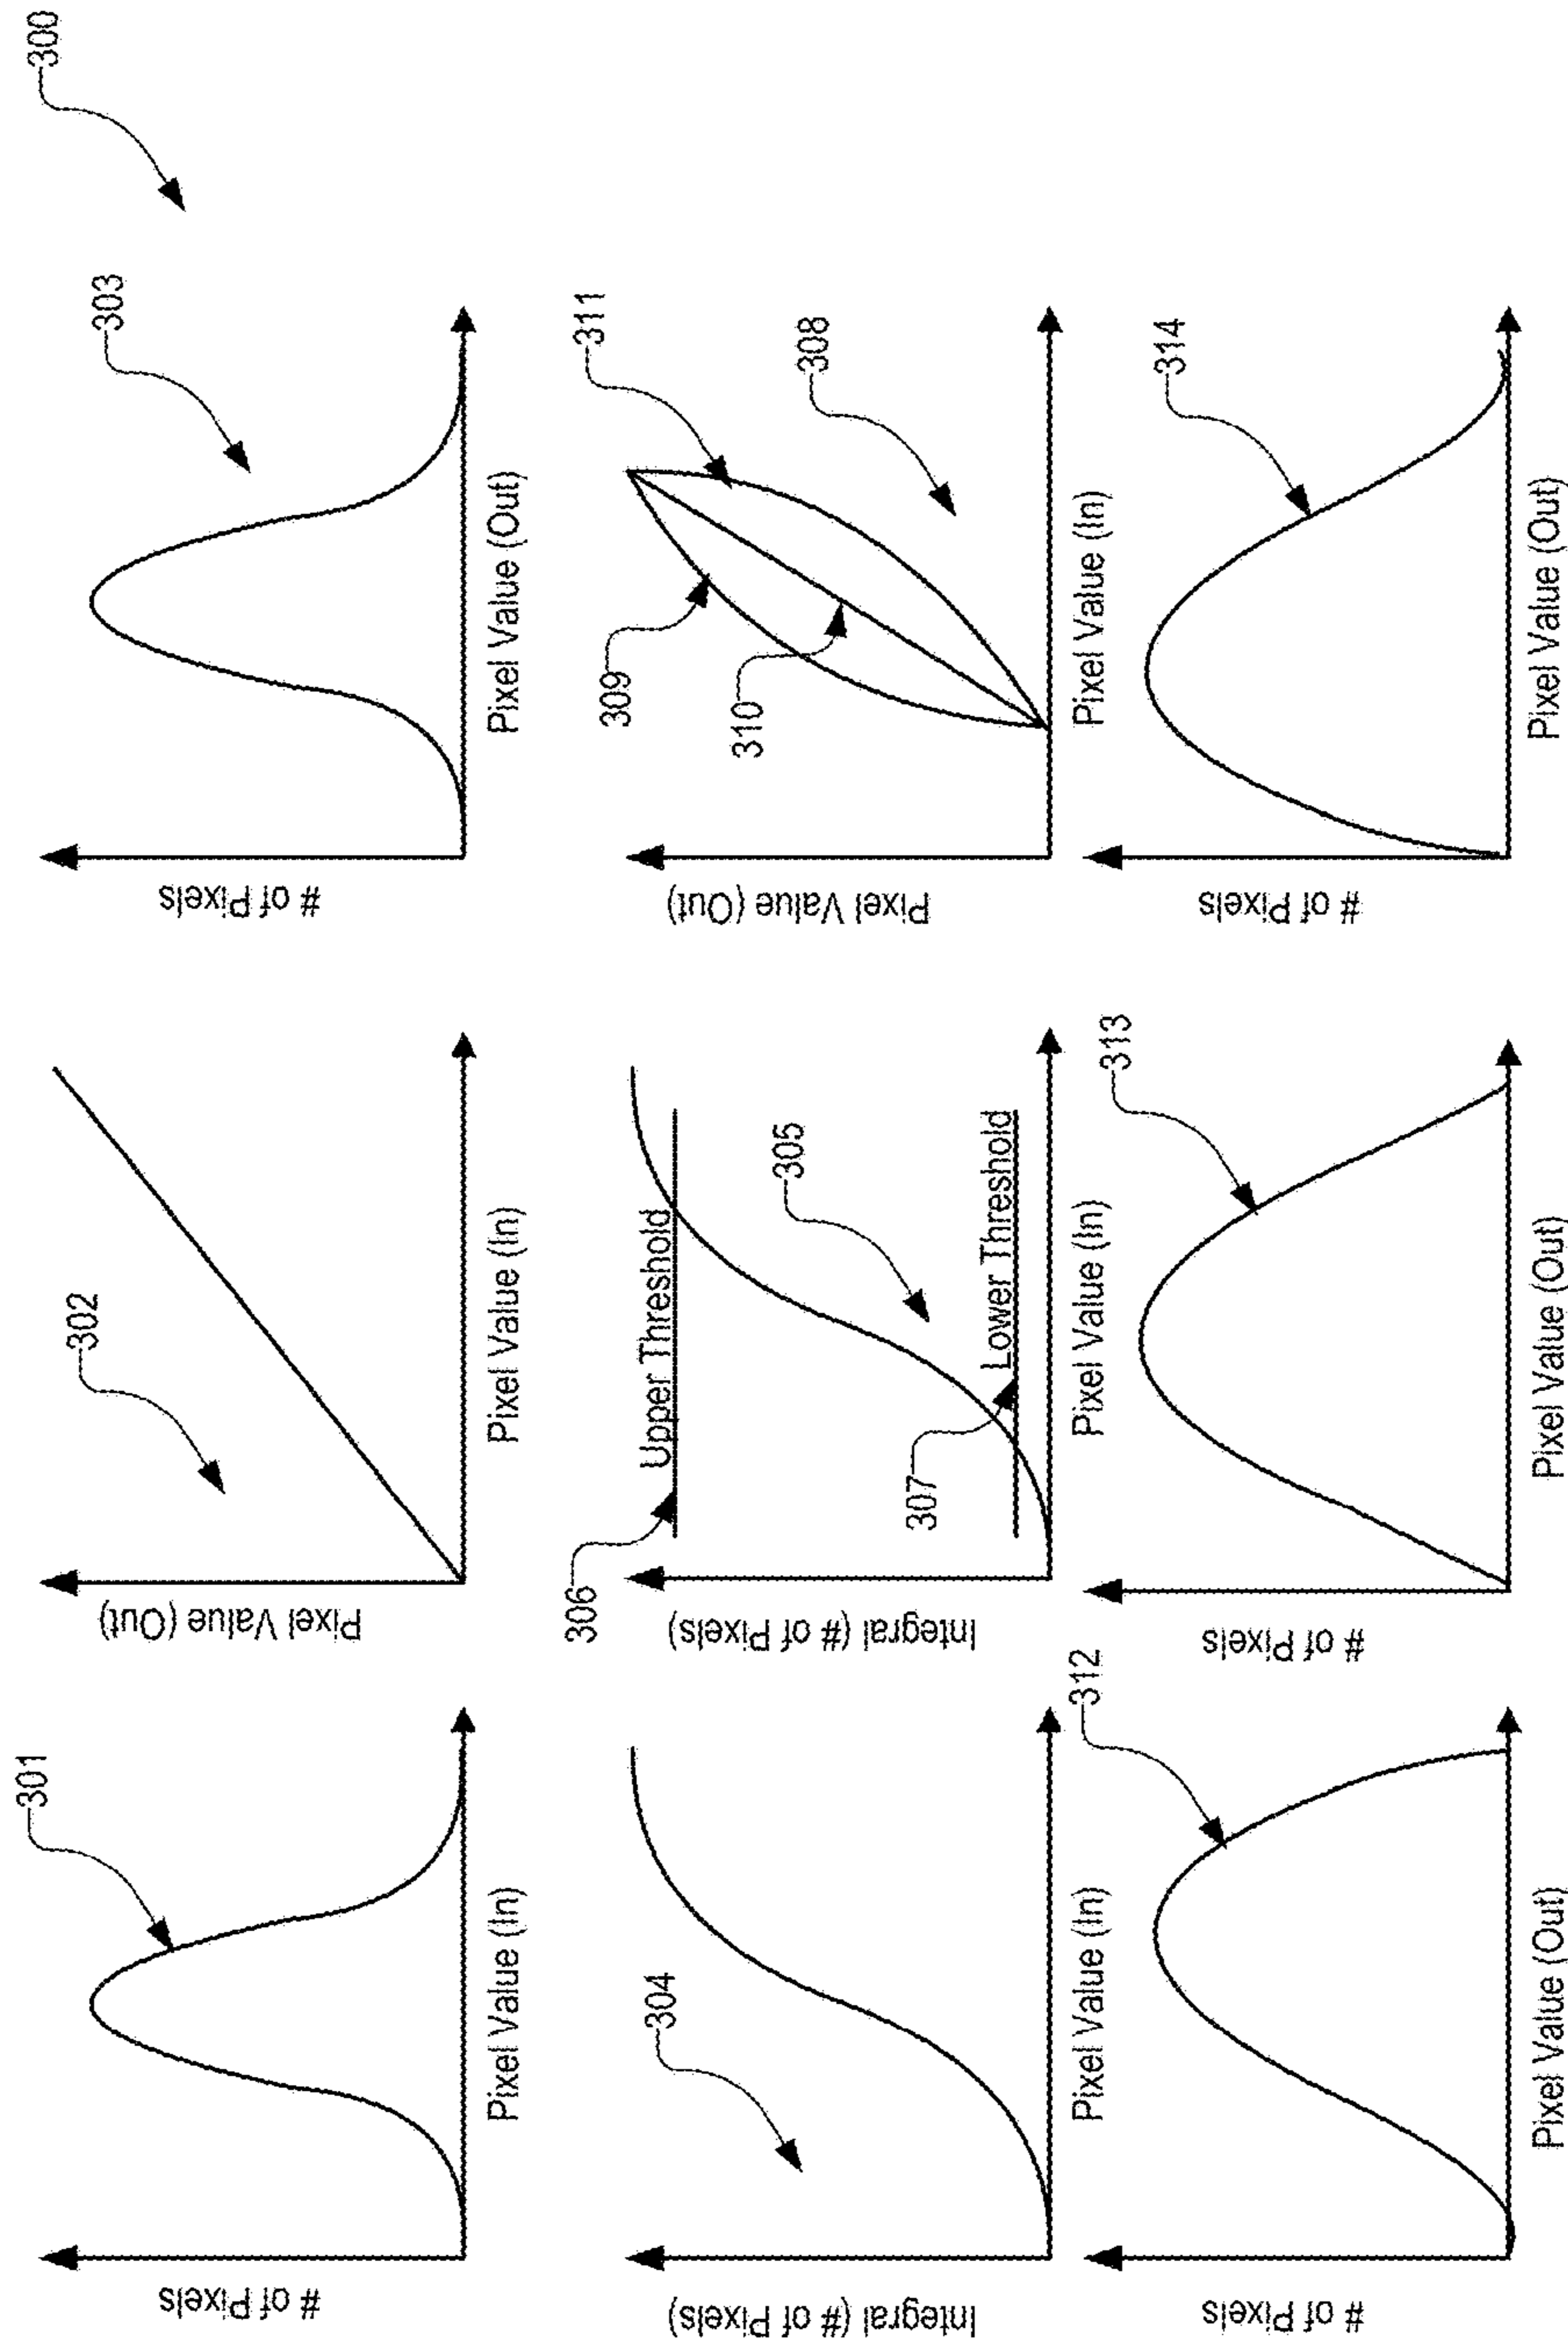 300
301
# of Pixels
Pixel Value (In)
302
Pixel Value (Out)
Pixel Value (In)
303
# of Pixels
Pixel Value (Out)
304
Integral (# of Pixels)
Pixel Value (In)
306
Upper Threshold
305
307
Lower Threshold
Integral (# of Pixels)
Pixel Value (In)
309
310
311
308
Pixel Value (Out)
Pixel Value (In)
312
# of Pixels
Pixel Value (Out)
313
# of Pixels
Pixel Value (Out)
314
# of Pixels
Pixel Value (Out)